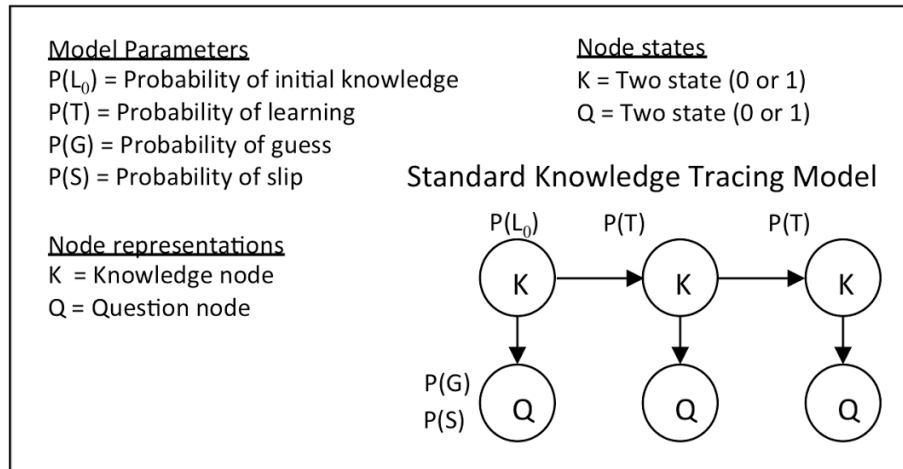 Model Parameters
P(L₀) = Probability of initial knowledge
P(T) = Probability of learning
P(G) = Probability of guess
P(S) = Probability of slip
Node representations
K = Knowledge node
Q = Question node
Node states
K = Two state (0 or 1)
Q = Two state (0 or 1)
Standard Knowledge Tracing Model
P(L₀) P(T) P(T)
K K K
P(G)
P(S)
Q Q Q